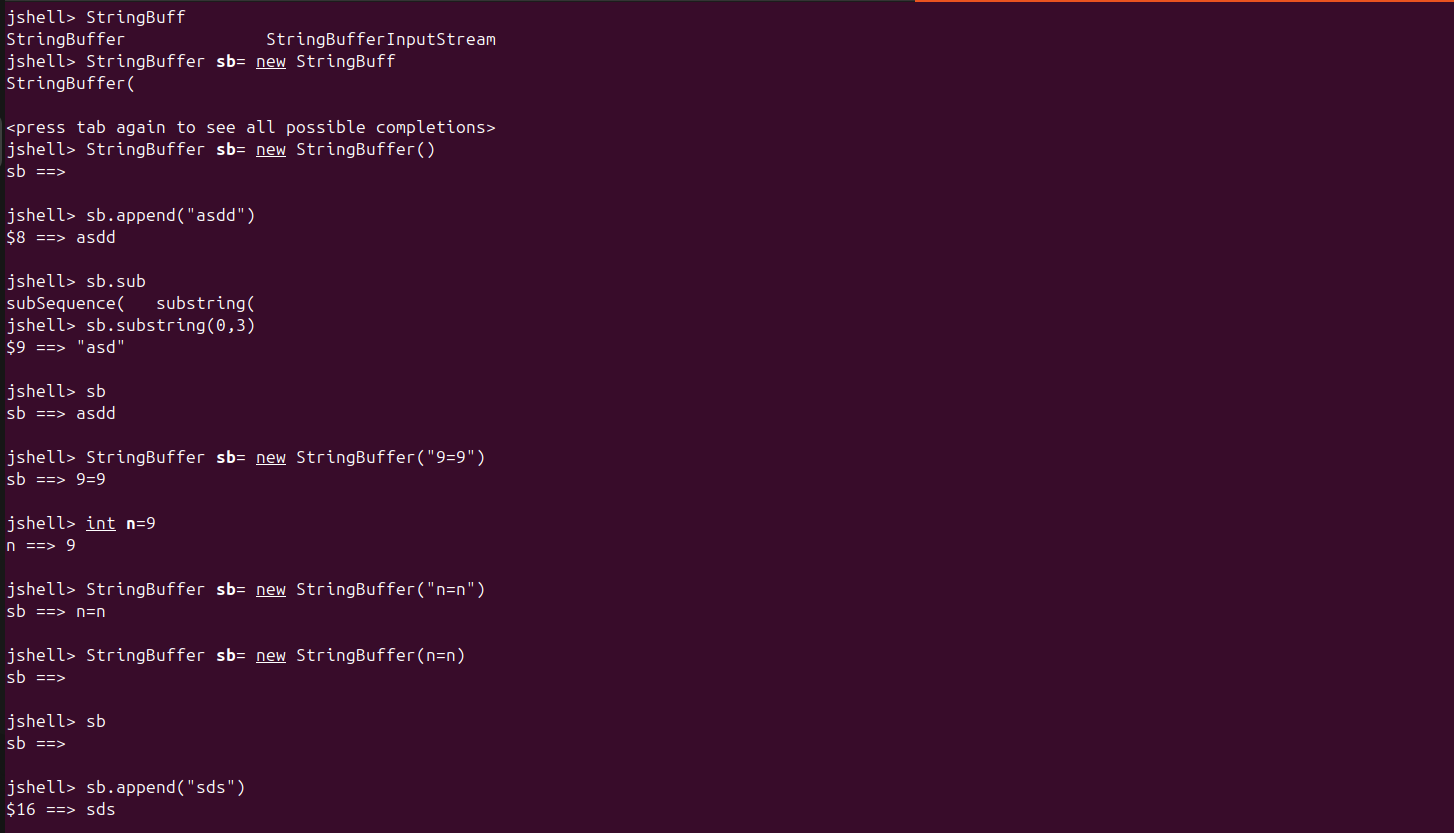 jshell> StringBuff
StringBuffer              StringBufferInputStream
jshell> StringBuffer sb= new StringBuff
StringBuffer(
<press tab again to see all possible completions>
jshell> StringBuffer sb= new StringBuffer()
sb ==>
jshell> sb.append("asdd")
$8 ==> asdd
jshell> sb.sub
subSequence(   substring(
jshell> sb.substring(0,3)
$9 ==> "asd"
jshell> sb
sb ==> asdd
jshell> StringBuffer sb= new StringBuffer("9=9")
sb ==> 9=9
jshell> int n=9
n ==> 9
jshell> StringBuffer sb= new StringBuffer("n=n")
sb ==> n=n
jshell> StringBuffer sb= new StringBuffer(n=n)
sb ==>
jshell> sb
sb ==>
jshell> sb.append("sds")
$16 ==> sds